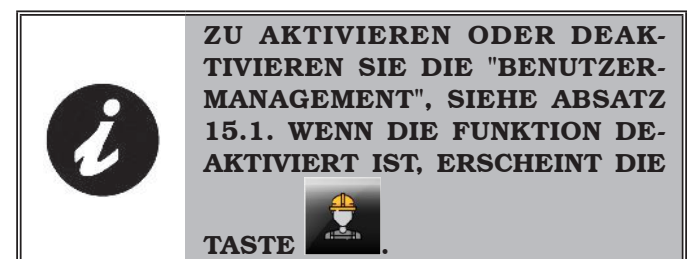 ZU AKTIVIEREN ODER DEAK-
TIVIEREN SIE DIE "BENUTZER-
MANAGEMENT", SIEHE ABSATZ
15.1. WENN DIE FUNKTION DE-
AKTIVIERT IST, ERSCHEINT DIE
TASTE .